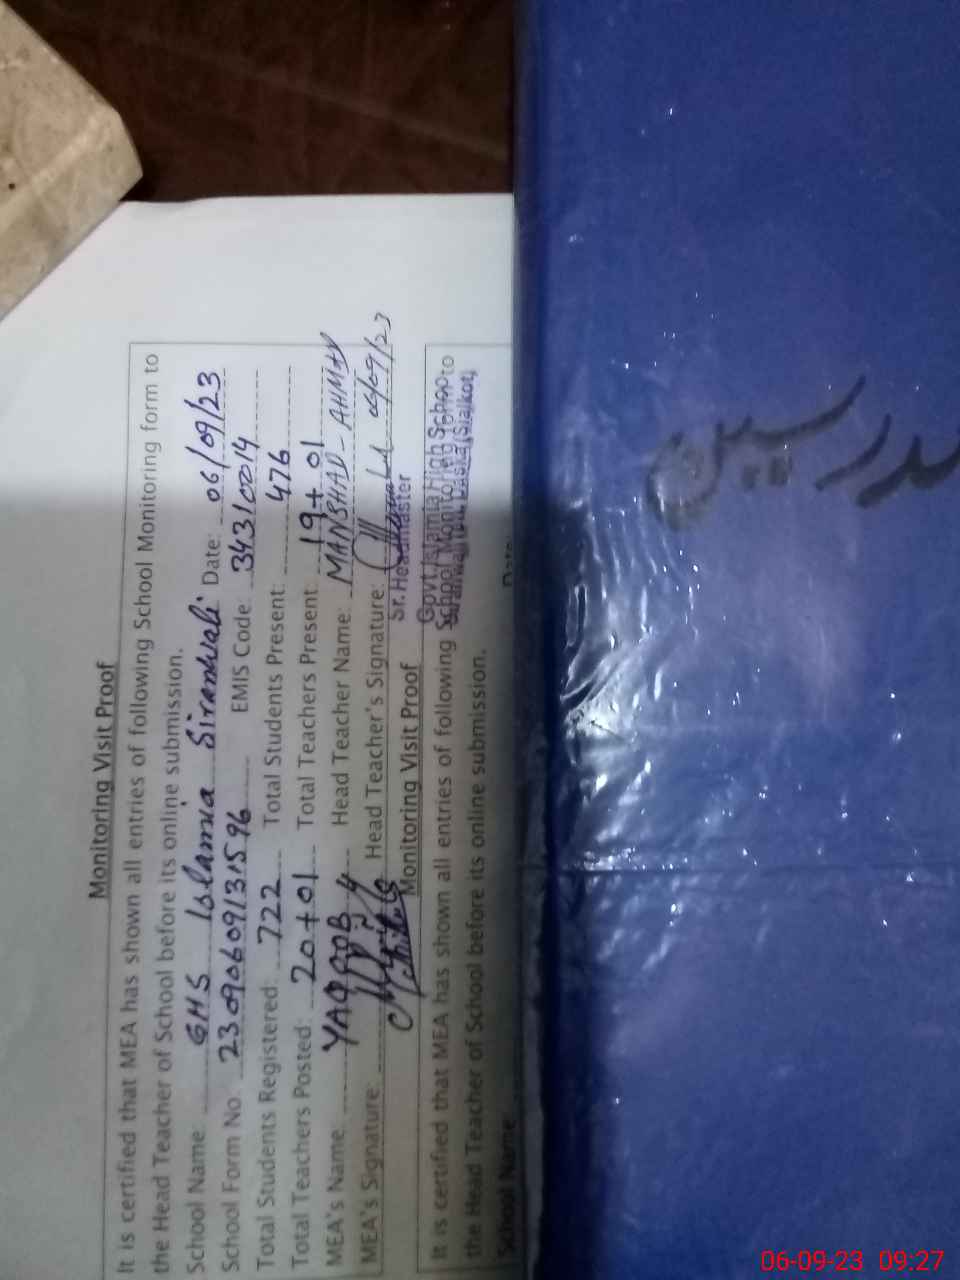 Monitoring Visit Proof
It is certified that MEA has shown all entries of following School Monitoring form to
the Head Teacher of School before its online submission.
School Name: GHS Islamia Siranwali Date: 06/09/23
School Form No. 23090609131596 EMIS Code: 34310014
Total Students Registered: 722 Total Students Present: 476
Total Teachers Posted: 20+01 Total Teachers Present: 19+01
MEA's Name: YAQOOB Head Teacher Name: MANSHAD-AHMAD
MEA's Signature: Head Teacher's Signature: 06/09/23
Sr. Headmaster
Govt. Islamia High School
Daska (Sialkot)
Monitoring Visit Proof
It is certified that MEA has shown all entries of following School Monitoring form to
the Head Teacher of School before its online submission.
School Name Date:
مدرسین
06-09-23 09:27